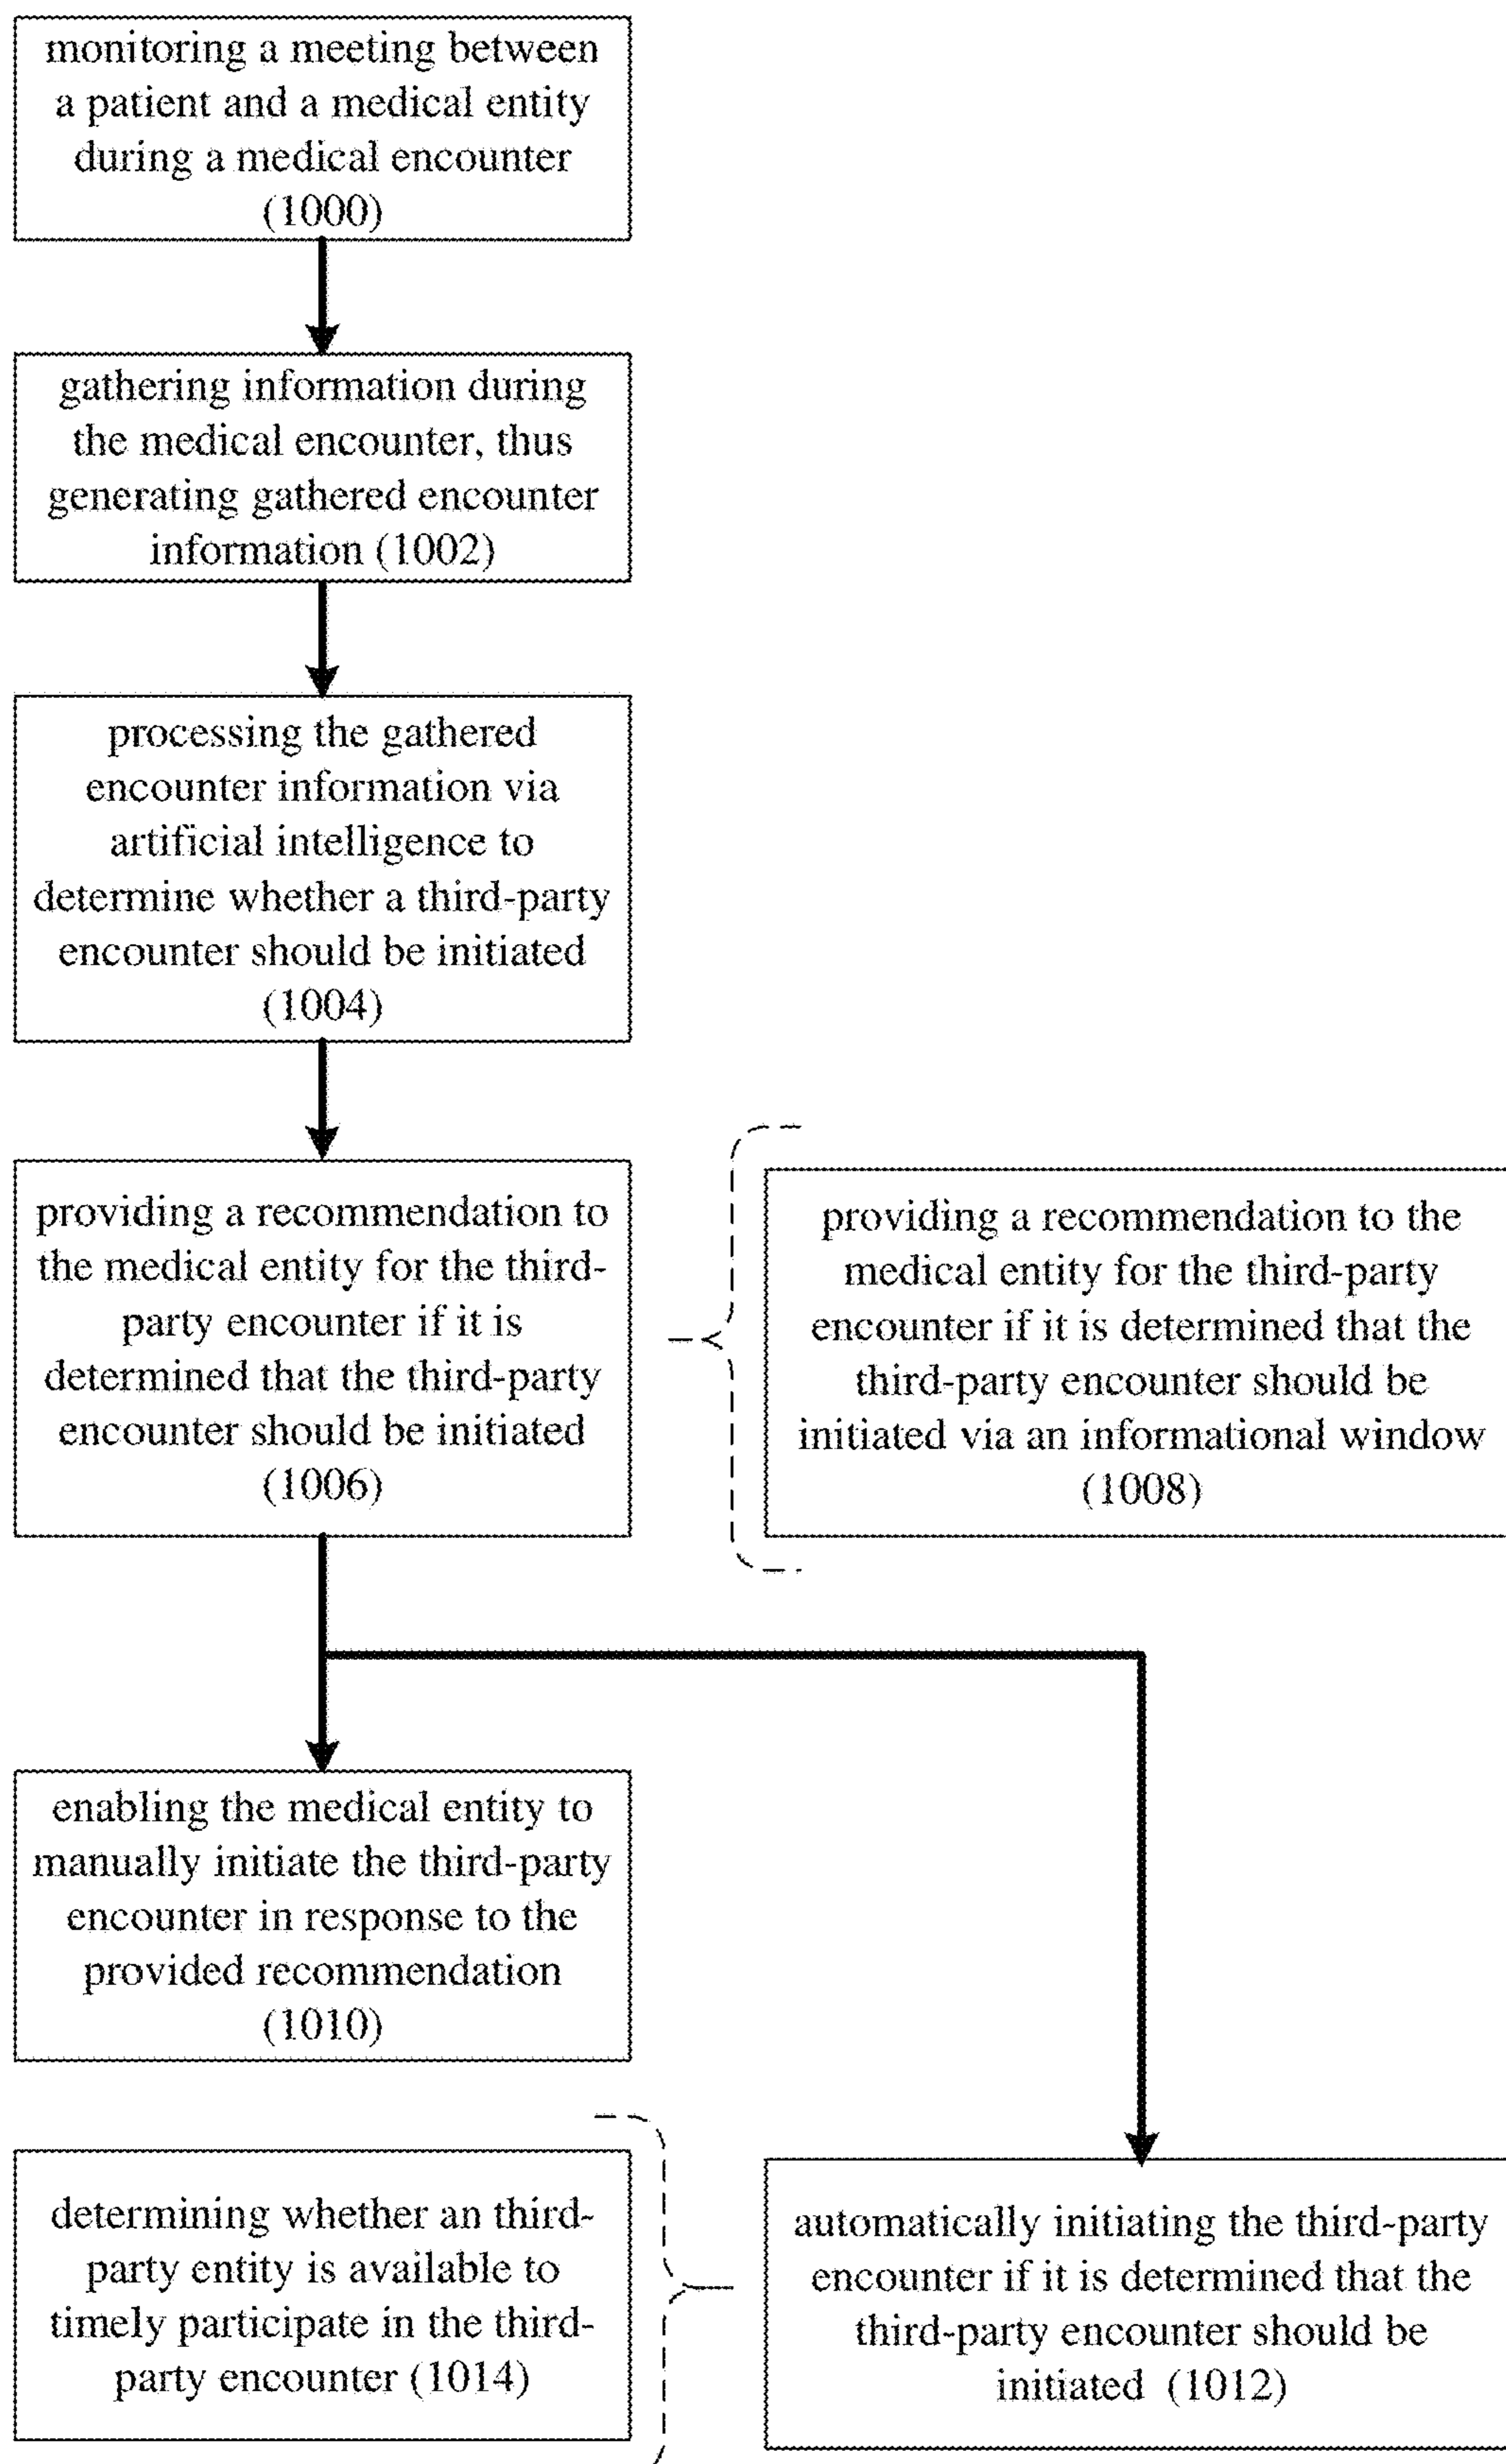 monitoring a meeting between
a patient and a medical entity
during a medical encounter
(1000)
gathering information during
the medical encounter, thus
generating gathered encounter
information (1002)
processing the gathered
encounter information via
artificial intelligence to
determine whether a third-party
encounter should be initiated
(1004)
providing a recommendation to
the medical entity for the third-
party encounter if it is
determined that the third-party
encounter should be initiated
(1006)
providing a recommendation to the
medical entity for the third-party
encounter if it is determined that the
third-party encounter should be
initiated via an informational window
(1008)
enabling the medical entity to
manually initiate the third-party
encounter in response to the
provided recommendation
(1010)
determining whether an third-
party entity is available to
timely participate in the third-
party encounter (1014)
automatically initiating the third-party
encounter if it is determined that the
third-party encounter should be
initiated (1012)